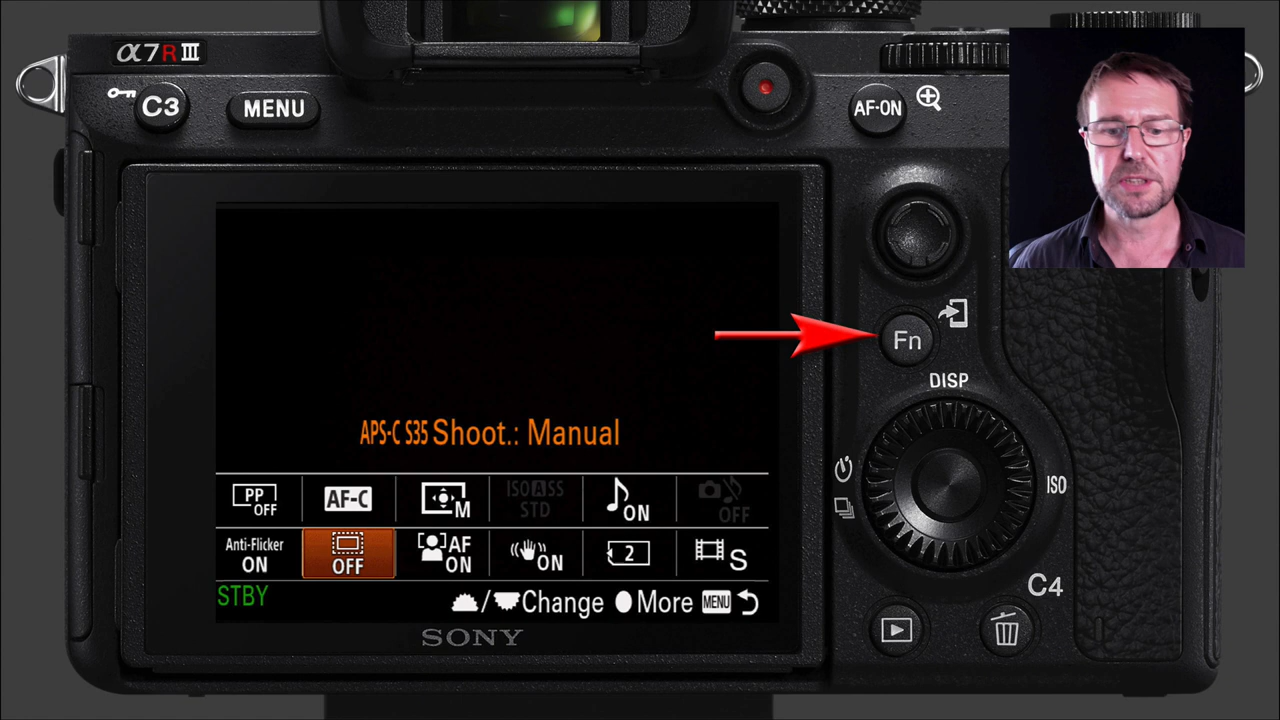 α7RIII
C3
MENU
AF-ON
Fn
DISP
APS-C S35 Shoot.: Manual
PP OFF
AF-C
M
ISO A SS STD
ON
OFF
Anti-Flicker ON
OFF
AF ON
ON
2
S
STBY
/ Change More MENU
ISO
C4
SONY